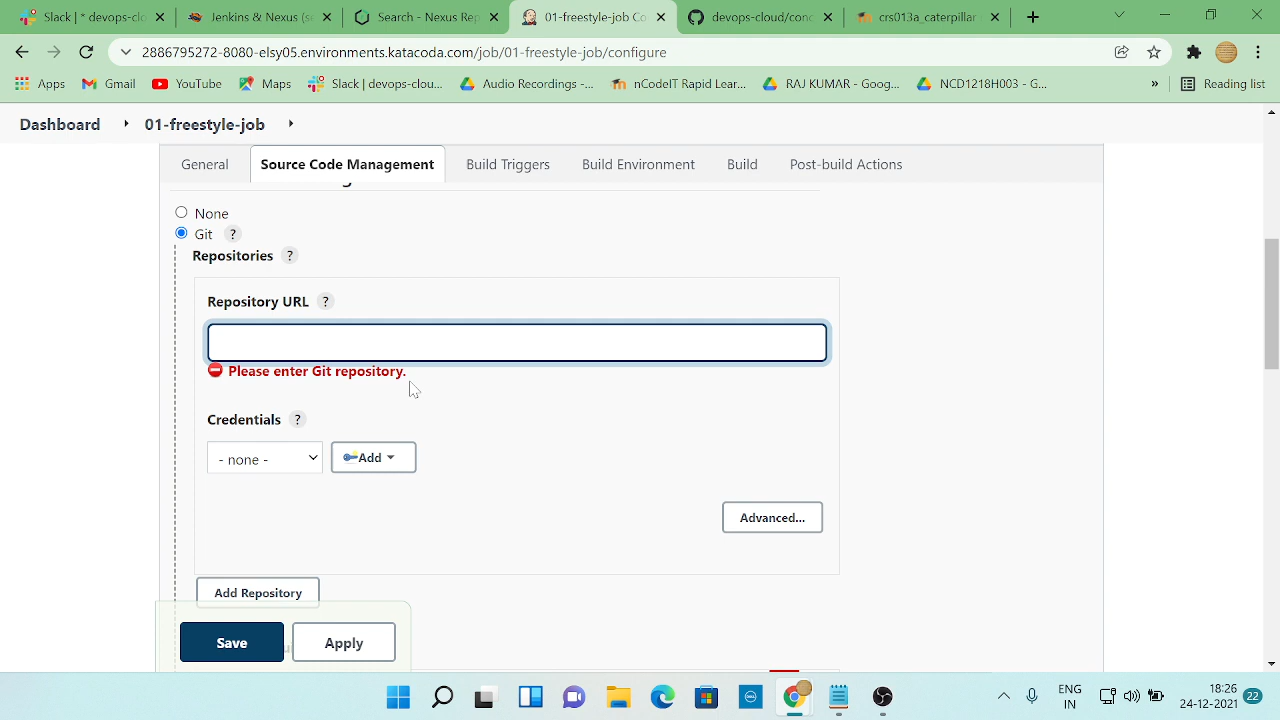 Slack | * devops-clo
Jenkins & Nexus (se
Search - Nexus Rep
01-freestyle-job Co
devops-cloud/conc
crs013a_caterpillar
2886795272-8080-elsy05.environments.katacoda.com/job/01-freestyle-job/configure
Apps
Gmail
YouTube
Maps
Slack | devops-clou...
Audio Recordings -...
nCodeIT Rapid Lear...
RAJ KUMAR - Goog...
NCD1218H003 - G...
»
Reading list
Dashboard
01-freestyle-job
General
Source Code Management
Build Triggers
Build Environment
Build
Post-build Actions
None
Git ?
Repositories ?
Repository URL ?
Please enter Git repository.
Credentials ?
- none -
Add
Advanced...
Add Repository
Save
Apply
ENG
IN
18:26
24-12-2021
22